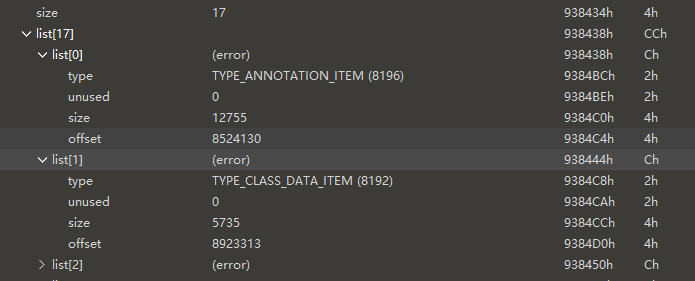 size 17 938434h 4h
list[17] 938438h CCh
list[0] (error) 938438h Ch
type TYPE_ANNOTATION_ITEM (8196) 9384BCh 2h
unused 0 9384BEh 2h
size 12755 9384C0h 4h
offset 8524130 9384C4h 4h
list[1] (error) 938444h Ch
type TYPE_CLASS_DATA_ITEM (8192) 9384C8h 2h
unused 0 9384CAh 2h
size 5735 9384CCh 4h
offset 8923313 9384D0h 4h
list[2] (error) 938450h Ch